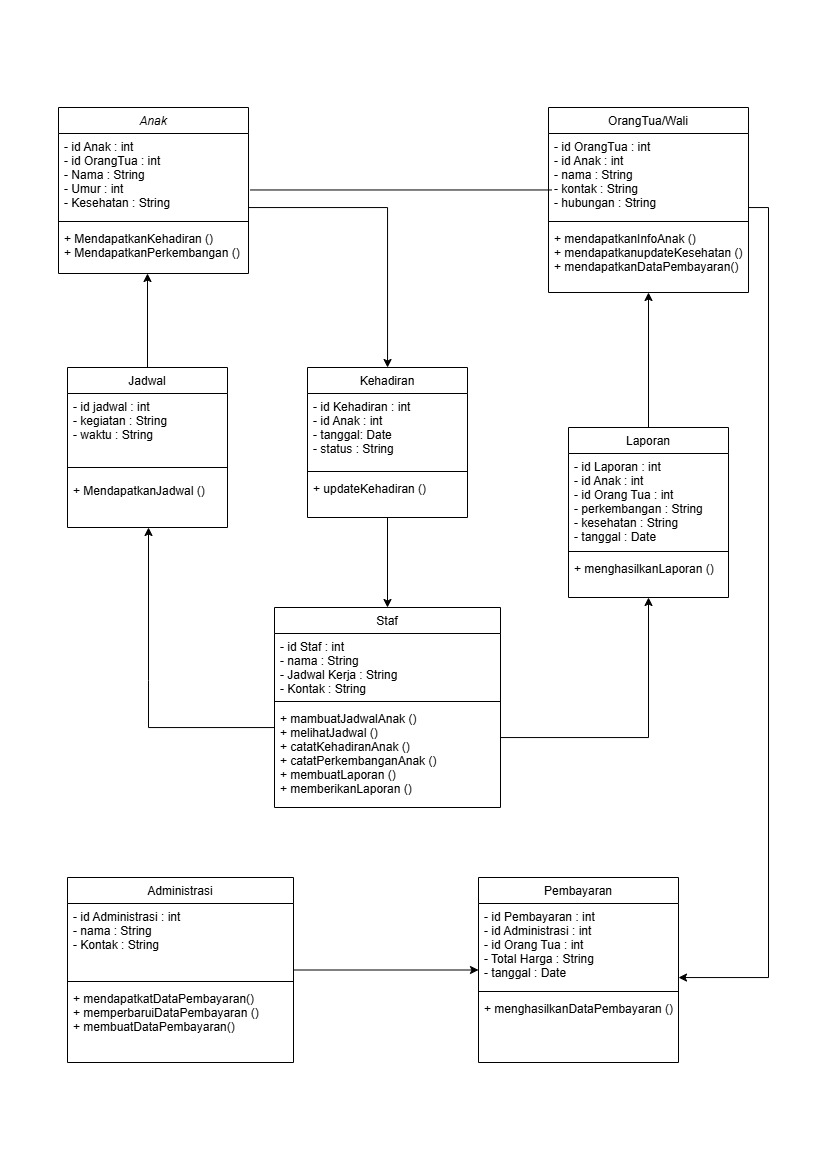 Anak
- id Anak : int
- id OrangTua : int
- Nama : String
- Umur : int
- Kesehatan : String
+ MendapatkanKehadiran ()
+ MendapatkanPerkembangan ()
OrangTua/Wali
- id OrangTua : int
- id Anak : int
- nama : String
- kontak : String
- hubungan : String
+ mendapatkanInfoAnak ()
+ mendapatkanupdateKesehatan ()
+ mendapatkanDataPembayaran()
Jadwal
- id jadwal : int
- kegiatan : String
- waktu : String
+ MendapatkanJadwal ()
Kehadiran
- id Kehadiran : int
- id Anak : int
- tanggal: Date
- status : String
+ updateKehadiran ()
Laporan
- id Laporan : int
- id Anak : int
- id Orang Tua : int
- perkembangan : String
- kesehatan : String
- tanggal : Date
+ menghasilkanLaporan ()
Staf
- id Staf : int
- nama : String
- Jadwal Kerja : String
- Kontak : String
+ mambuatJadwalAnak ()
+ melihatJadwal ()
+ catatKehadiranAnak ()
+ catatPerkembanganAnak ()
+ membuatLaporan ()
+ memberikanLaporan ()
Administrasi
- id Administrasi : int
- nama : String
- Kontak : String
+ mendapatkatDataPembayaran()
+ memperbaruiDataPembayaran ()
+ membuatDataPembayaran()
Pembayaran
- id Pembayaran : int
- id Administrasi : int
- id Orang Tua : int
- Total Harga : String
- tanggal : Date
+ menghasilkanDataPembayaran ()